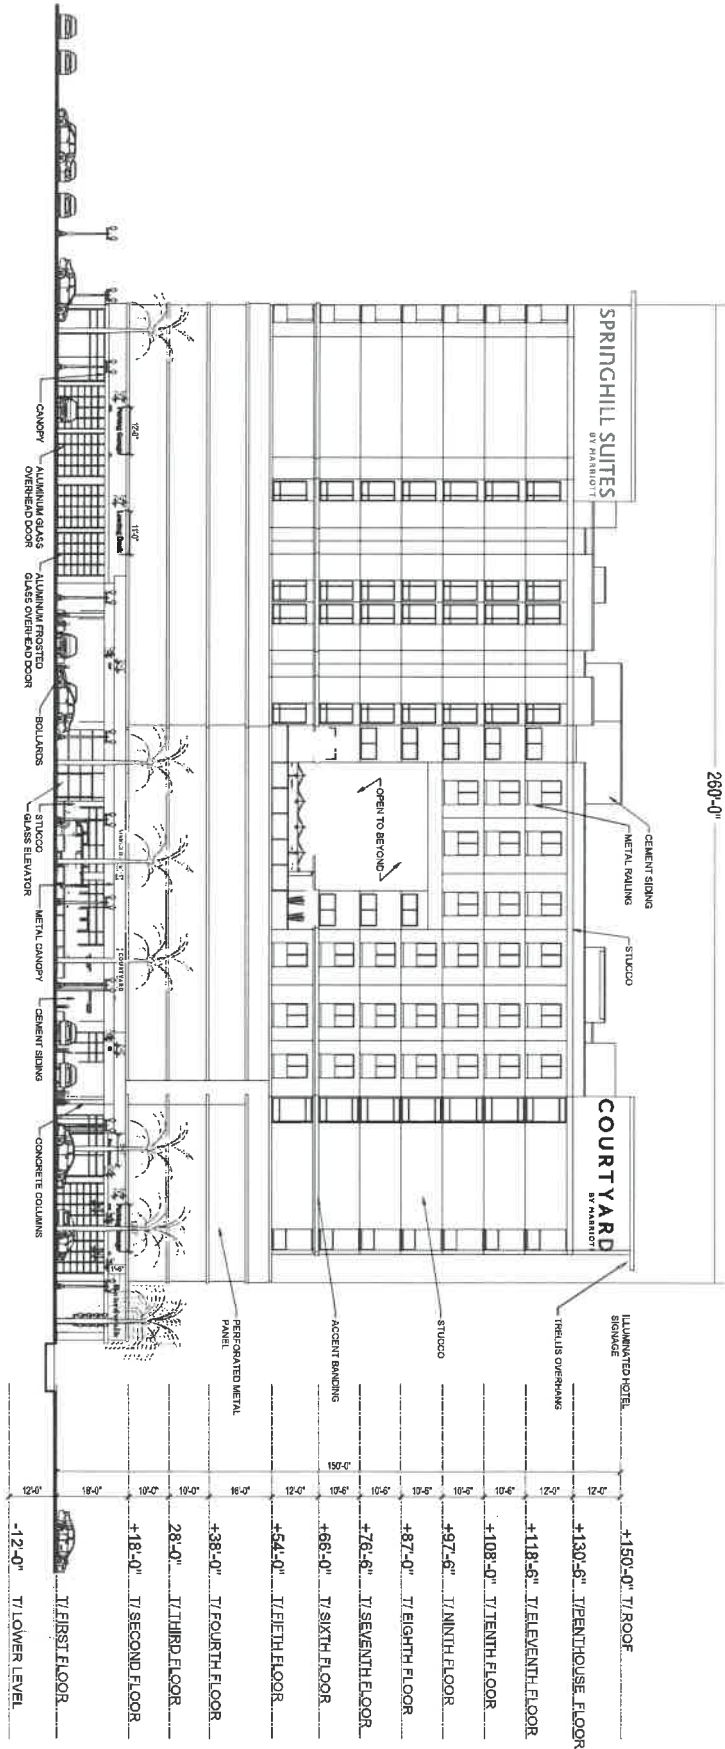 260'-0"
SPRINGHILL SUITES
BY MARRIOTT
COURTYARD
BY MARRIOTT
CEMENT SIDING
METAL RAILING
STUCCO
OPEN TO BEYOND
ILLUMINATED HOTEL
SIGNAGE
TRELLIS OVERHANG
STUCCO
ACCENT BANDING
PERFORATED METAL
PANEL
12'-0"
Parking Garage
11'-0"
Loading Dock
COURTYARD
1'-6"
CANOPY
ALUMINUM GLASS
OVERHEAD DOOR
ALUMINUM FROSTED
GLASS OVERHEAD DOOR
BOLLARDS
STUCCO
GLASS ELEVATOR
METAL CANOPY
CEMENT SIDING
CONCRETE COLUMNS
150'-0"
12'-0"
12'-0"
10'-6"
10'-6"
10'-6"
10'-6"
10'-6"
12'-0"
16'-0"
10'-0"
10'-0"
18'-0"
12'-0"
+150'-0" T/ ROOF
+130'-6" T/PENTHOUSE FLOOR
+118'-6" T/ ELEVENTH FLOOR
+108'-0" T/ TENTH FLOOR
+97'-6" T/ NINTH FLOOR
+87'-0" T/ EIGHTH FLOOR
+76'-6" T/ SEVENTH FLOOR
+66'-0" T/ SIXTH FLOOR
+54'-0" T/ FIFTH FLOOR
+38'-0" T/ FOURTH FLOOR
28'-0" T/ THIRD FLOOR
+18'-0" T/ SECOND FLOOR
T/ FIRST FLOOR
-12'-0" T/ LOWER LEVEL